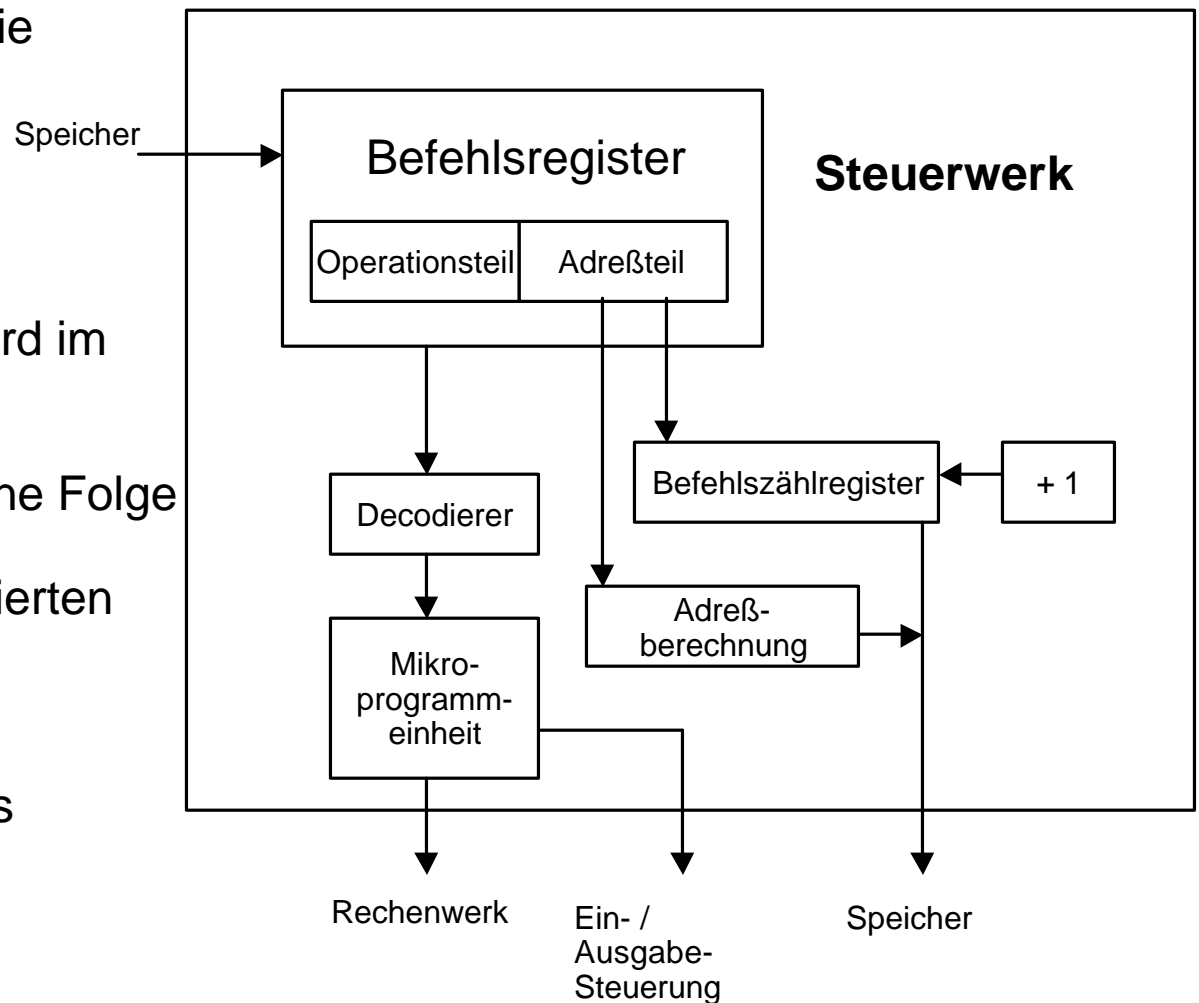 ie
Speicher
Befehlsregister
Steuerwerk
Operationsteil
Adreßteil
rd im
ne Folge
Befehlszählregister
+ 1
Decodierer
ierten
Adreß-
berechnung
Mikro-
programm-
einheit
s
Rechenwerk
Ein- /
Ausgabe-
Steuerung
Speicher